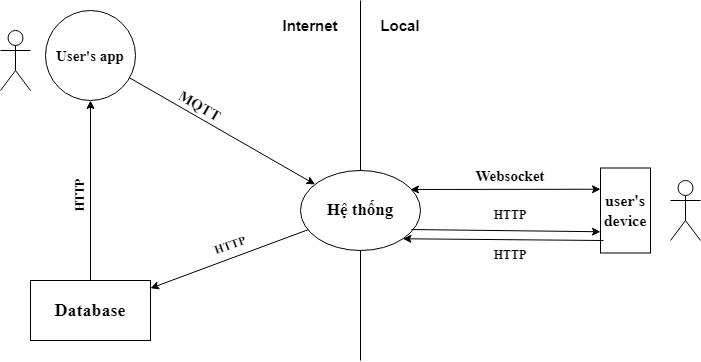 Internet
Local
User's app
MQTT
HTTP
Hệ thống
Websocket
HTTP
HTTP
user's
device
HTTP
Database